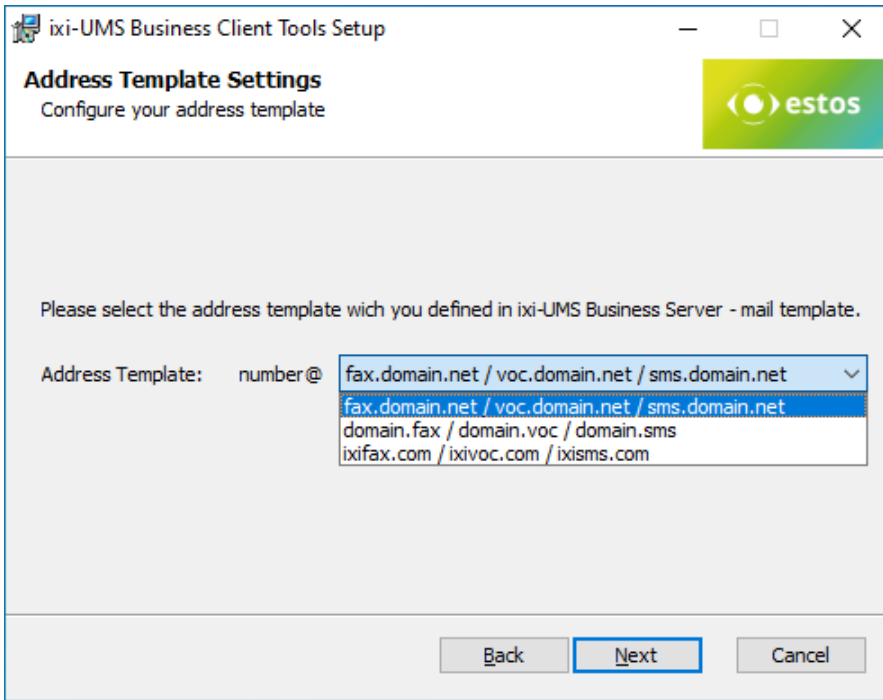 ixi-UMS Business Client Tools Setup
Address Template Settings
Configure your address template
estos
Please select the address template wich you defined in ixi-UMS Business Server - mail template.
Address Template: number@ fax.domain.net / voc.domain.net / sms.domain.net
fax.domain.net / voc.domain.net / sms.domain.net
domain.fax / domain.voc / domain.sms
ixifax.com / ixivoc.com / ixisms.com
Back Next Cancel